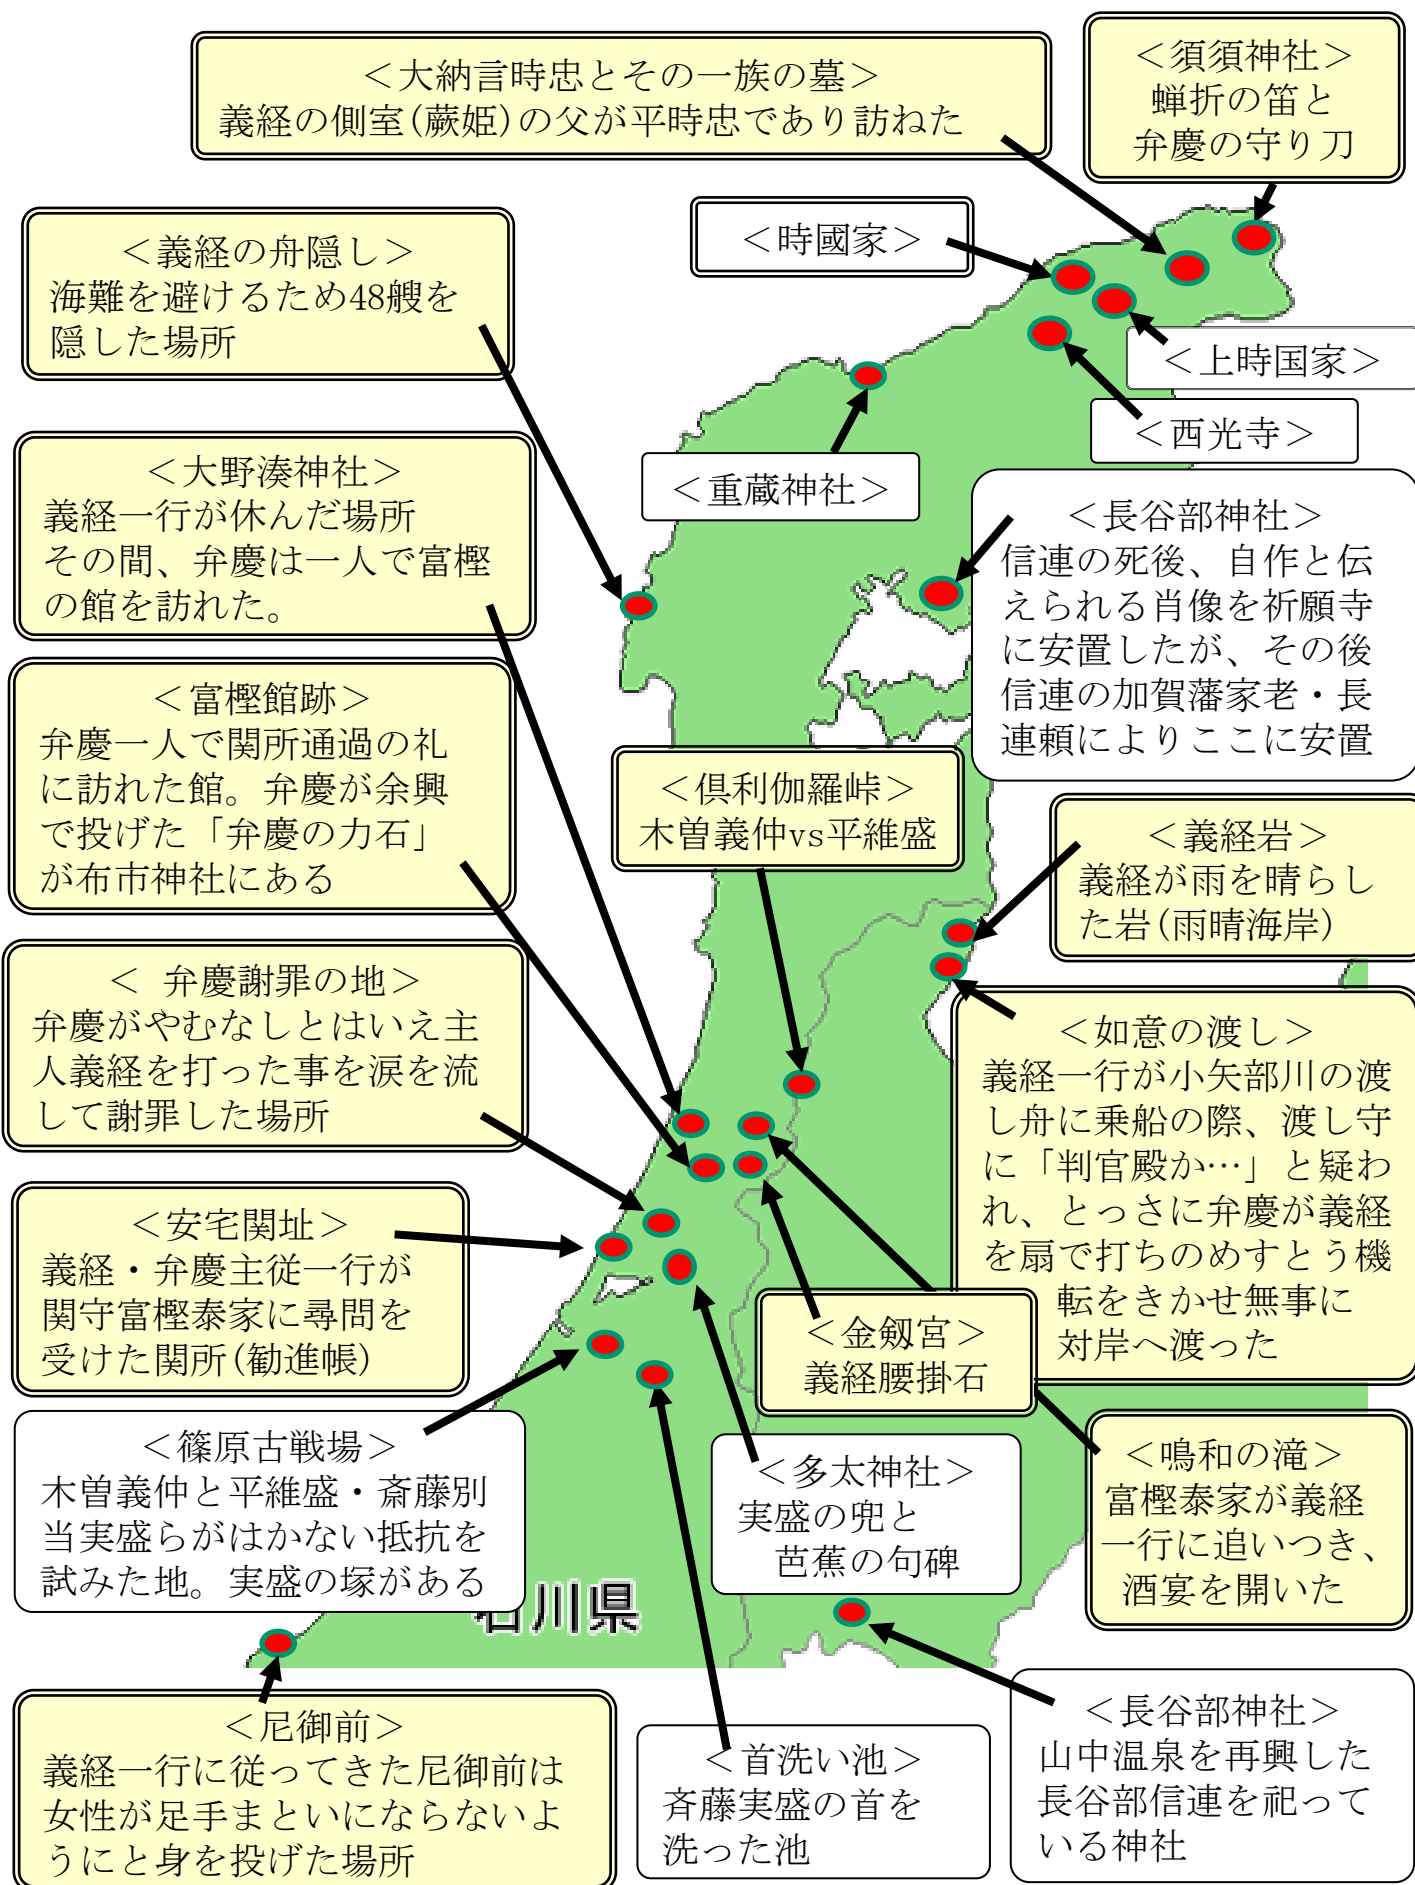 ＜大納言時忠とその一族の墓＞
義経の側室(蕨姫)の父が平時忠であり訪ねた
＜須須神社＞
蝉折の笛と
弁慶の守り刀
＜義経の舟隠し＞
海難を避けるため48艘を
隠した場所
＜時國家＞
＜上時国家＞
＜西光寺＞
＜重蔵神社＞
＜大野湊神社＞
義経一行が休んだ場所
その間、弁慶は一人で富樫
の館を訪れた。
＜長谷部神社＞
信連の死後、自作と伝
えられる肖像を祈願寺
に安置したが、その後
信連の加賀藩家老・長
連頼によりここに安置
＜富樫館跡＞
弁慶一人で関所通過の礼
に訪れた館。弁慶が余興
で投げた「弁慶の力石」
が布市神社にある
＜倶利伽羅峠＞
木曽義仲vs平維盛
＜義経岩＞
義経が雨を晴らし
た岩(雨晴海岸)
＜ 弁慶謝罪の地＞
弁慶がやむなしとはいえ主
人義経を打った事を涙を流
して謝罪した場所
＜如意の渡し＞
義経一行が小矢部川の渡
し舟に乗船の際、渡し守
に「判官殿か…」と疑わ
れ、とっさに弁慶が義経
を扇で打ちのめすとう機
転をきかせ無事に
対岸へ渡った
＜安宅関址＞
義経・弁慶主従一行が
関守富樫泰家に尋問を
受けた関所(勧進帳)
＜金剱宮＞
義経腰掛石
＜篠原古戦場＞
木曽義仲と平維盛・斎藤別
当実盛らがはかない抵抗を
試みた地。実盛の塚がある
＜多太神社＞
実盛の兜と
芭蕉の句碑
＜鳴和の滝＞
富樫泰家が義経
一行に追いつき、
酒宴を開いた
石川県
＜尼御前＞
義経一行に従ってきた尼御前は
女性が足手まといにならないよ
うにと身を投げた場所
＜首洗い池＞
斉藤実盛の首を
洗った池
＜長谷部神社＞
山中温泉を再興した
長谷部信連を祀って
いる神社